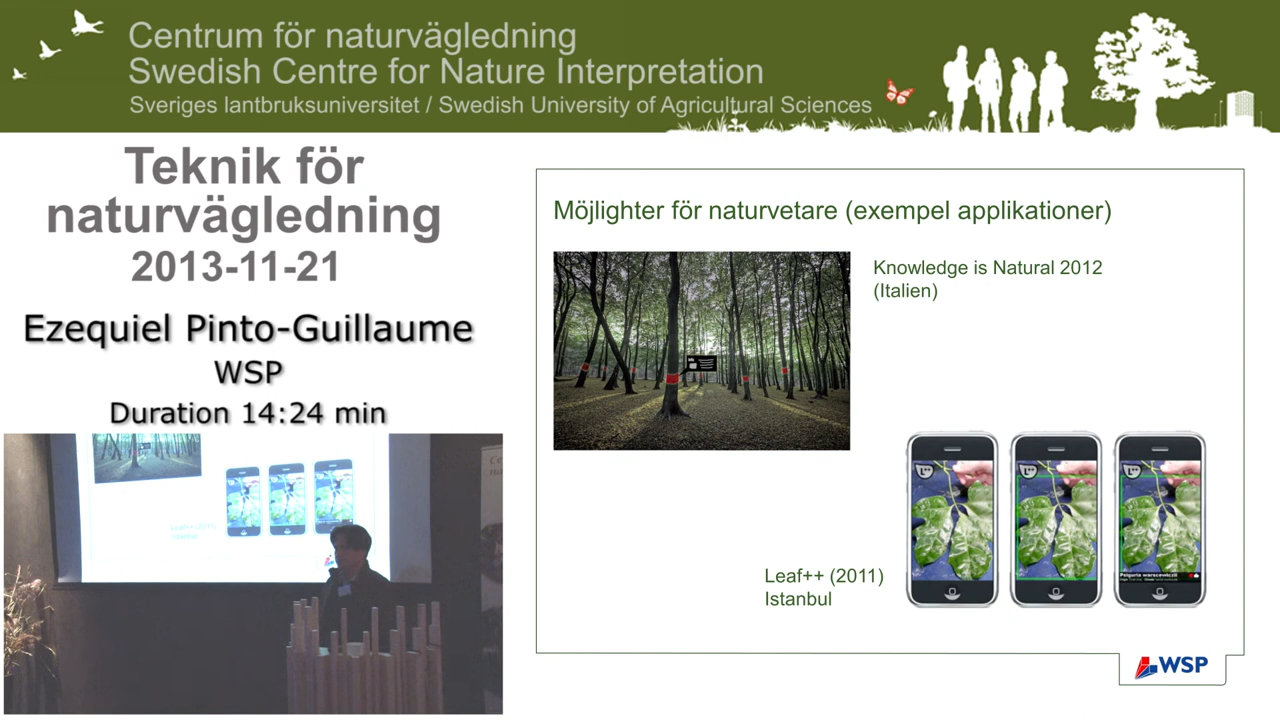 Centrum för naturvägledning
Swedish Centre for Nature Interpretation
Sveriges lantbruksuniversitet / Swedish University of Agricultural Sciences
Teknik för
naturvägledning
2013-11-21
Ezequiel Pinto-Guillaume
WSP
Duration 14:24 min
Möjlighter för naturvetare (exempel applikationer)
Knowledge is Natural 2012
(Italien)
Leaf++ (2011)
Istanbul
L++
L++
L++
WSP